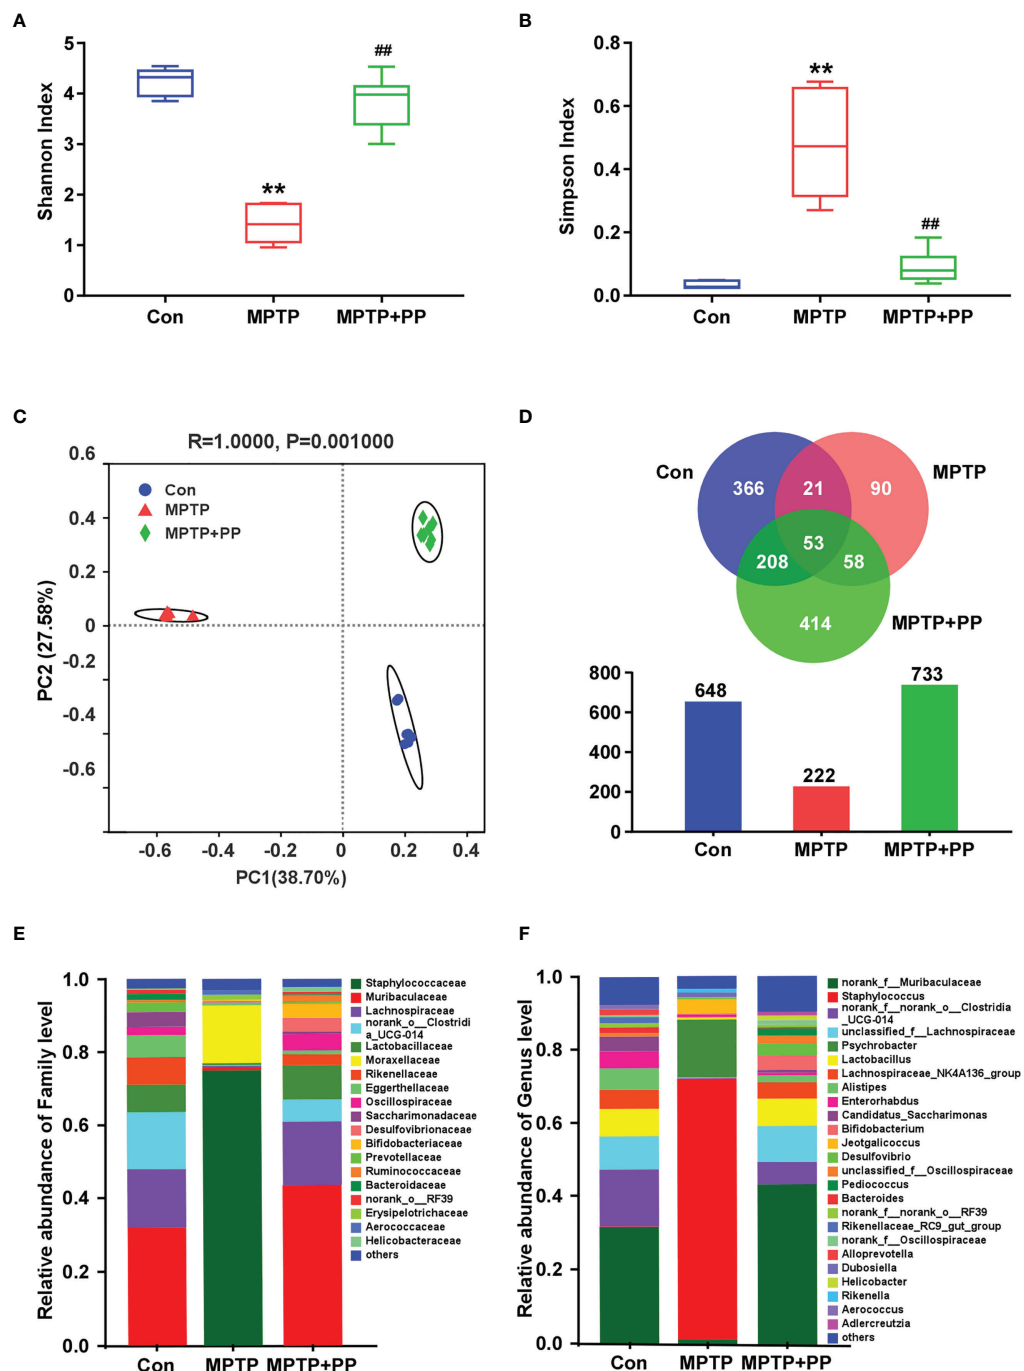 A
Shannon Index
5
4
3
2
1
0
**
##
Con
MPTP
MPTP+PP
B
Simpson Index
0.8
0.6
0.4
0.2
0.0
**
##
Con
MPTP
MPTP+PP
C
R=1.0000, P=0.001000
PC2 (27.58%)
0.6
0.4
0.2
0
-0.2
-0.4
-0.6
Con
MPTP
MPTP+PP
-0.6
-0.4
-0.2
0
0.2
0.4
PC1(38.70%)
D
Con
MPTP
MPTP+PP
366
21
90
53
208
58
414
800
600
400
200
0
648
222
733
Con
MPTP
MPTP+PP
E
Relative abundance of Family level
1.0
0.8
0.6
0.4
0.2
0.0
Con
MPTP
MPTP+PP
Staphylococcaceae
Muribaculaceae
Lachnospiraceae
norank_o__Clostridi
a_UCG-014
Lactobacillaceae
Moraxellaceae
Rikenellaceae
Eggerthellaceae
Oscillospiraceae
Saccharimonadaceae
Desulfovibrionaceae
Bifidobacteriaceae
Prevotellaceae
Ruminococcaceae
Bacteroidaceae
norank_o__RF39
Erysipelotrichaceae
Aerococcaceae
Helicobacteraceae
others
F
Relative abundance of Genus level
1.0
0.8
0.6
0.4
0.2
0.0
Con
MPTP
MPTP+PP
norank_f__Muribaculaceae
Staphylococcus
norank_f__norank_o__Clostridia
_UCG-014
unclassified_f__Lachnospiraceae
Psychrobacter
Lactobacillus
Lachnospiraceae_NK4A136_group
Alistipes
Enterorhabdus
Candidatus_Saccharimonas
Bifidobacterium
Jeotgalicoccus
Desulfovibrio
unclassified_f__Oscillospiraceae
Pediococcus
Bacteroides
norank_f__norank_o__RF39
Rikenellaceae_RC9_gut_group
norank_f__Oscillospiraceae
Alloprevotella
Dubosiella
Helicobacter
Rikenella
Aerococcus
Adlercreutzia
others